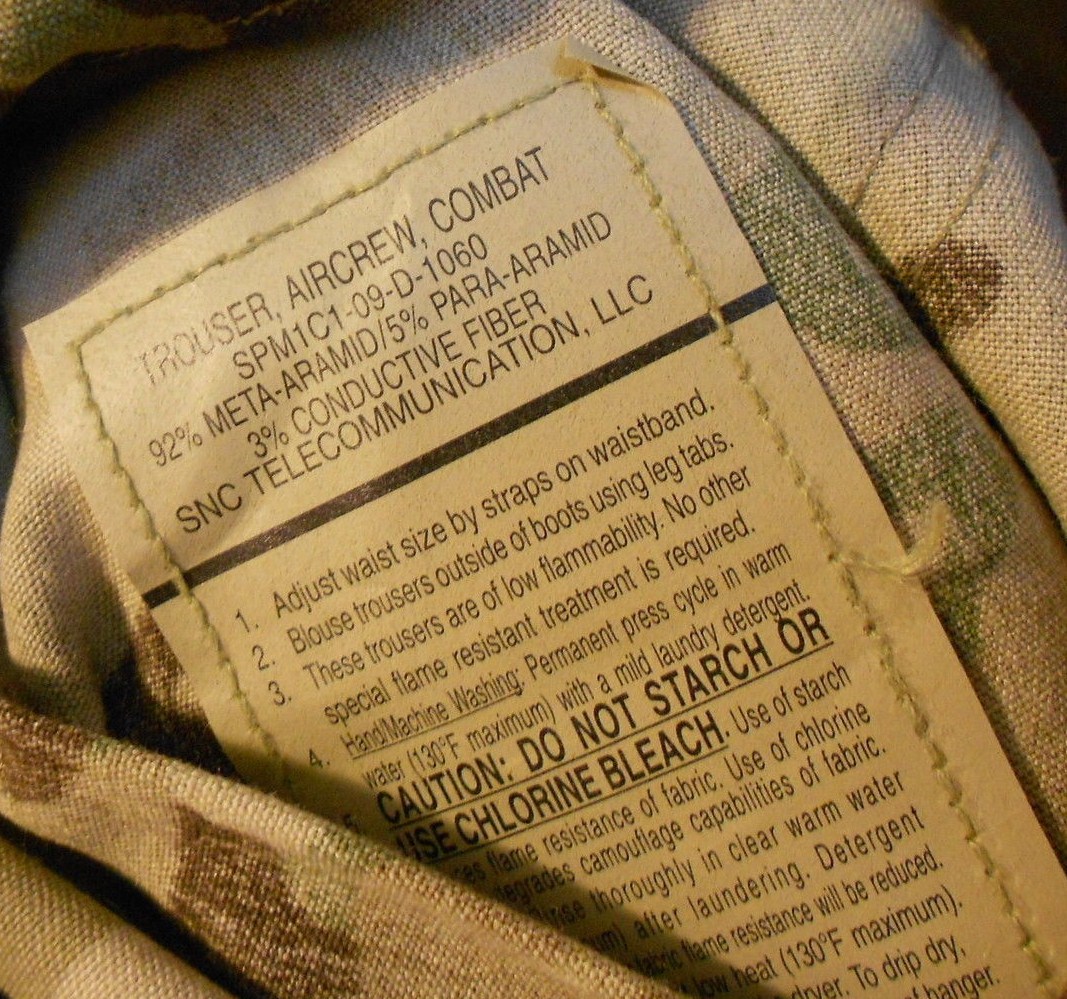 TROUSER, AIRCREW, COMBAT
SPM1C1-09-D-1060
92% META-ARAMID/5% PARA-ARAMID
3% CONDUCTIVE FIBER
SNC TELECOMMUNICATION, LLC
1. Adjust waist size by straps on waistband.
2. Blouse trousers outside of boots using leg tabs.
3. These trousers are of low flammability. No other
special flame resistant treatment is required.
4. Hand/Machine Washing: Permanent press cycle in warm
water (130°F maximum) with a mild laundry detergent.
5. CAUTION: DO NOT STARCH OR
USE CHLORINE BLEACH. Use of starch
flame resistance of fabric. Use of chlorine
degrades camouflage capabilities of fabric.
thoroughly in clear warm water
after laundering. Detergent
fabric flame resistance will be reduced.
low heat (130°F maximum).
dryer. To drip dry,
of hanger.